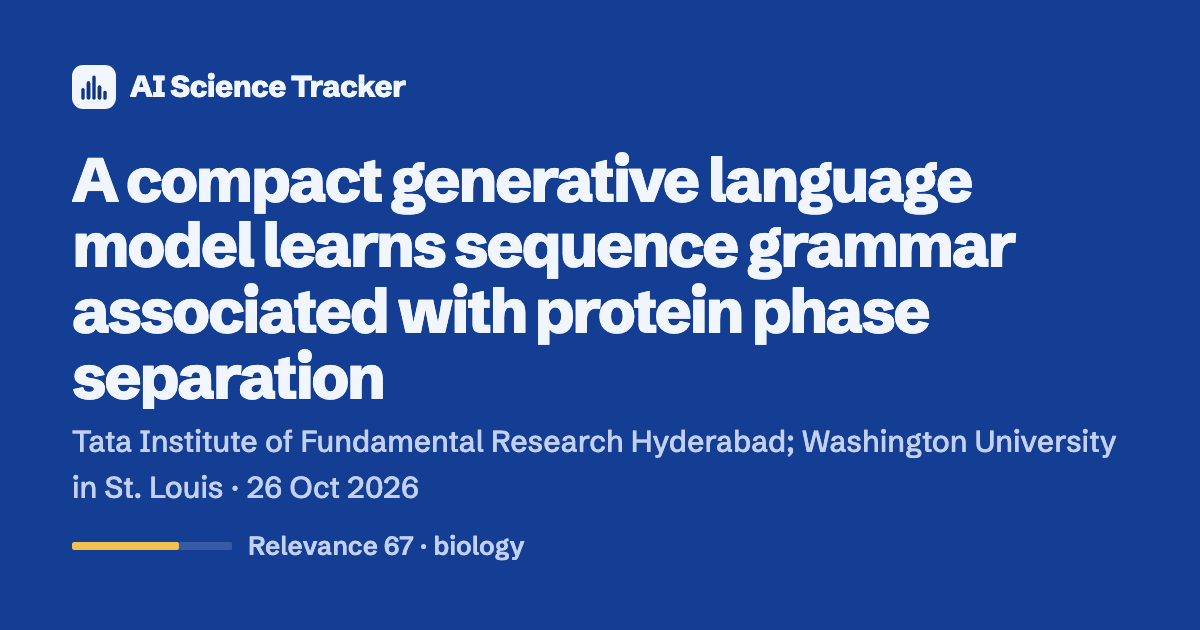 AI Science Tracker
A compact generative language
model learns sequence grammar
associated with protein phase
separation
Tata Institute of Fundamental Research Hyderabad; Washington University
in St. Louis · 26 Oct 2026
Relevance 67 · biology